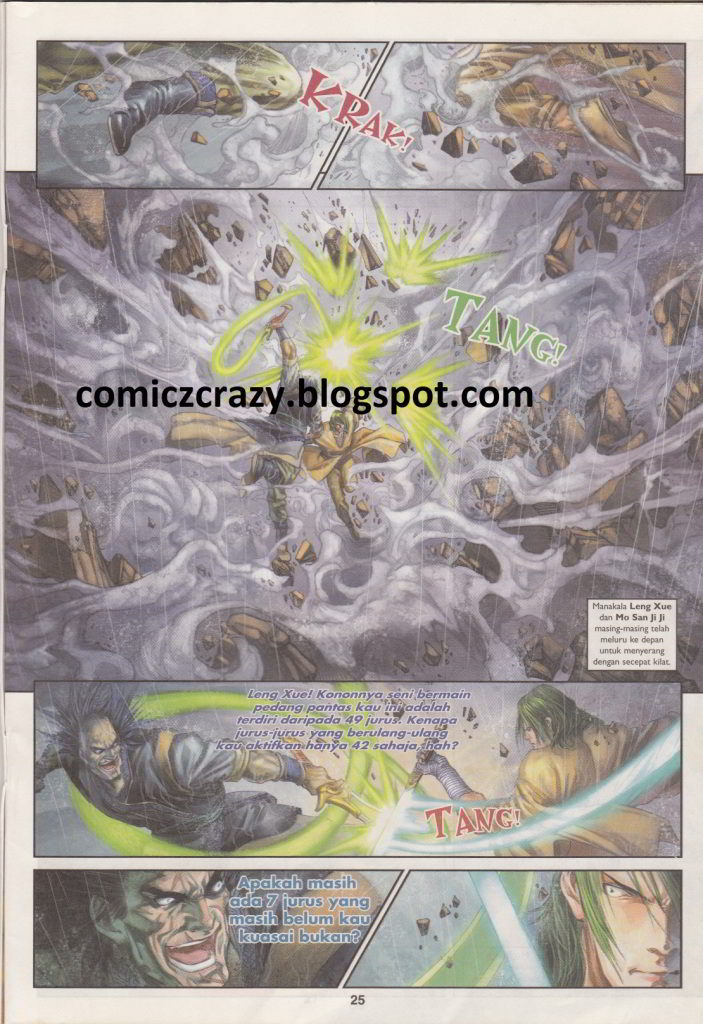 KRAK!
TANG!
comiczcrazy.blogspot.com
Manakala Leng Xue
dan Mo San Ji Ji
masing-masing telah
meluru ke depan
untuk menyerang
dengan secepat kilat.
Leng Xue! Kononnya seni bermain
pedang pantas kau ini adalah
terdiri daripada 49 jurus. Kenapa
jurus-jurus yang berulang-ulang
kau aktifkan hanya 42 sahaja, hah?
TANG!
Apakah masih
ada 7 jurus yang
masih belum kau
kuasai bukan?
25